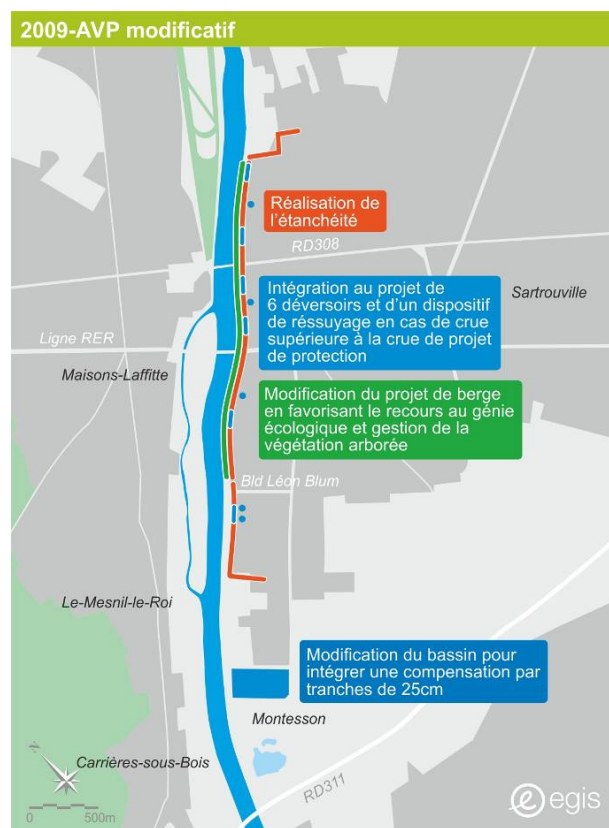 2009-AVP modificatif
Réalisation de
l'étanchéité
RD308
Intégration au projet de
6 déversoirs et d'un dispositif
de réssuyage en cas de crue
supérieure à la crue de projet
de protection
Sartrouville
Ligne RER
Maisons-Laffitte
Modification du projet de berge
en favorisant le recours au génie
écologique et gestion de la
végétation arborée
Bld Léon Blum
Le-Mesnil-le-Roi
Modification du bassin pour
intégrer une compensation par
tranches de 25cm
Montesson
Carrières-sous-Bois
RD311
0 500m
egis